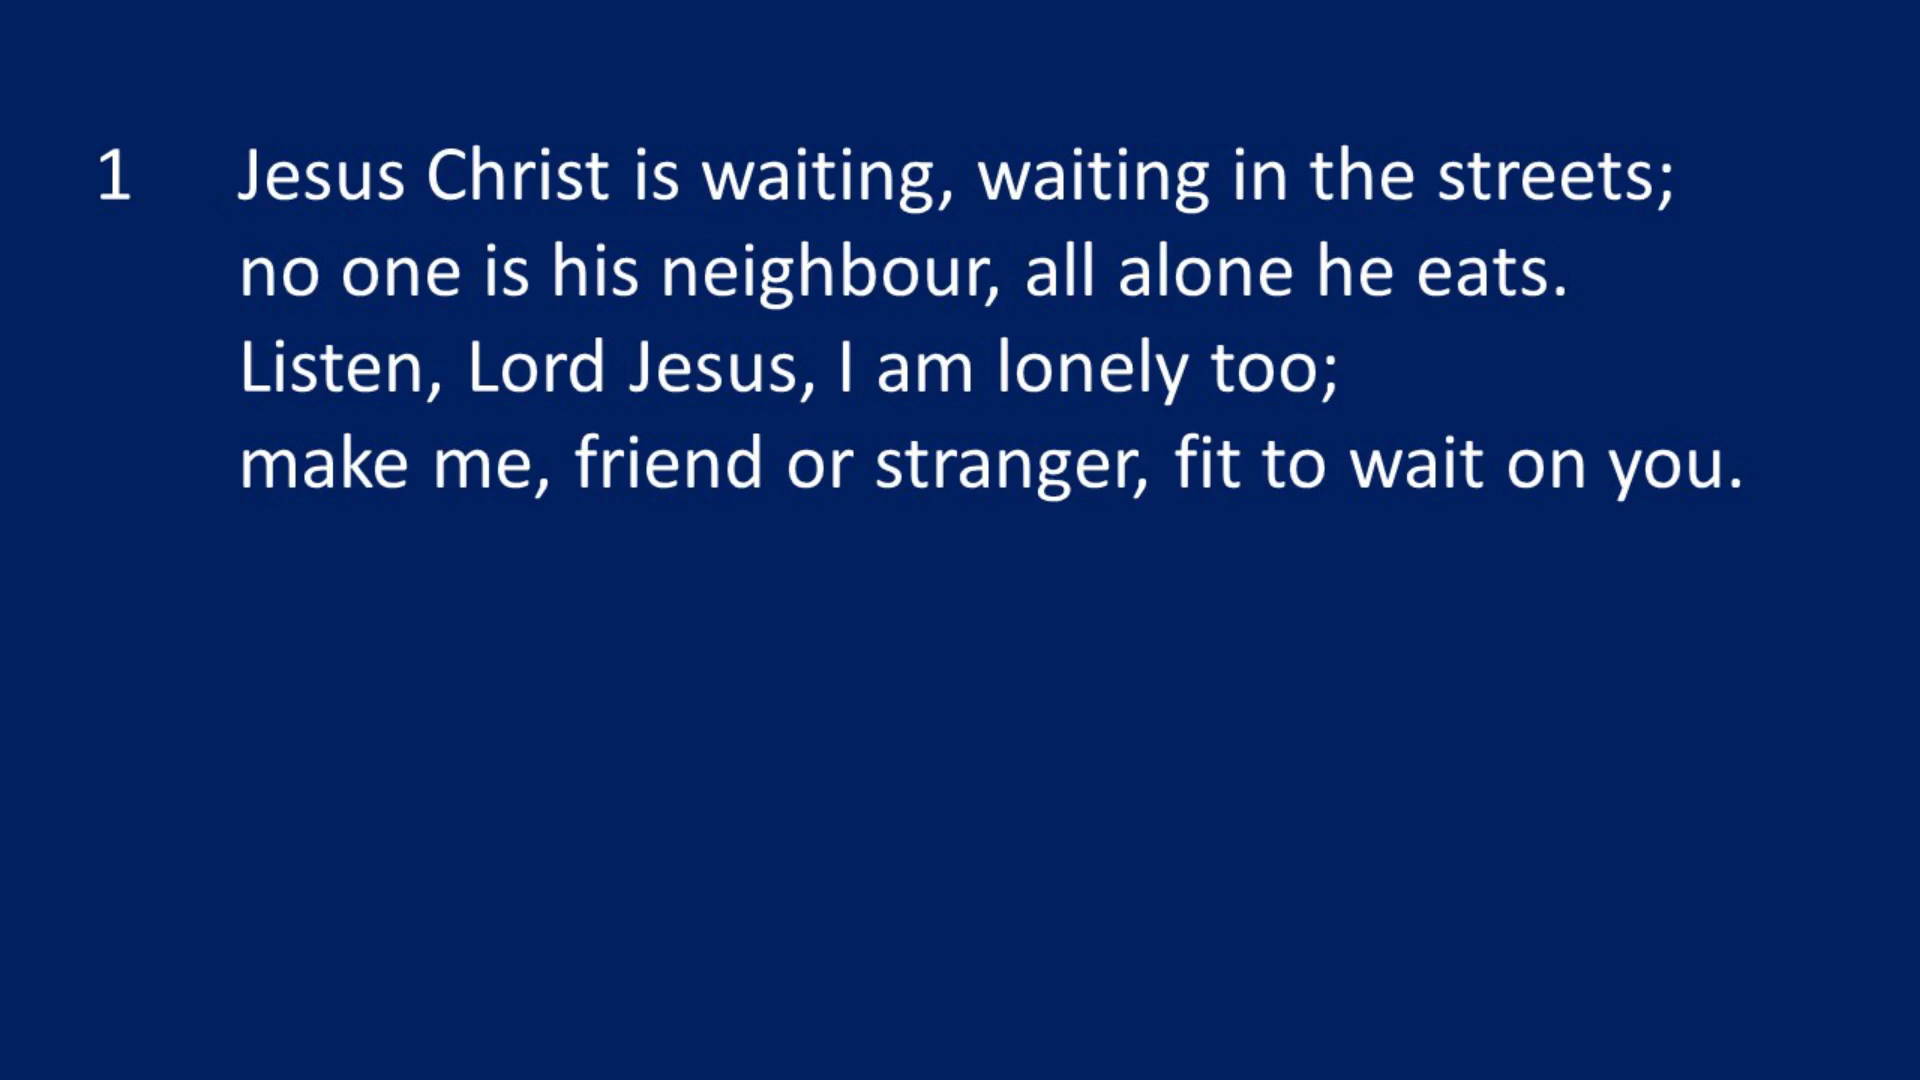 1 Jesus Christ is waiting, waiting in the streets;
no one is his neighbour, all alone he eats.
Listen, Lord Jesus, I am lonely too;
make me, friend or stranger, fit to wait on you.